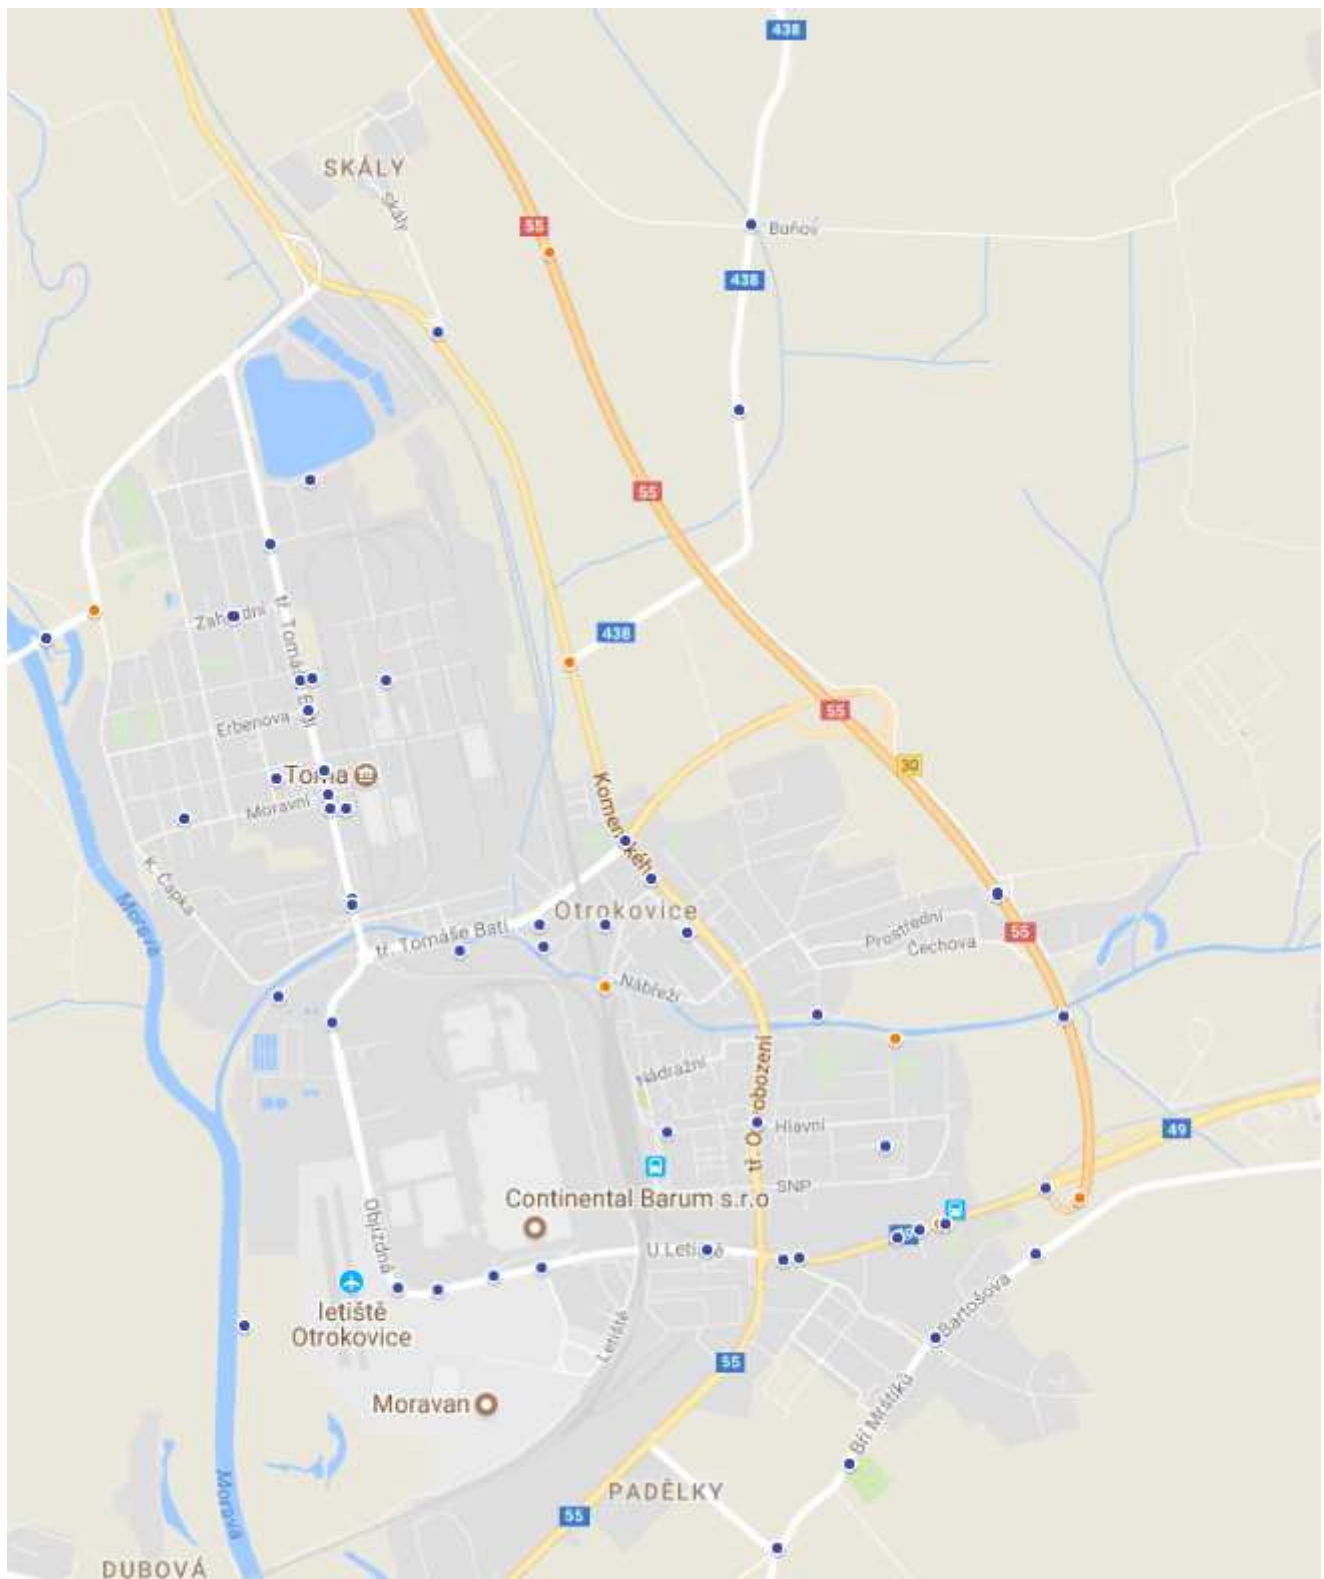 438
SKÁLY
Skály
55
Buňov
438
55
438
Zahradní
tř. Tomáše Bati
Erbenova
55
30
Toma
Moravní
Komenského
K. Čapka
Morava
Otrokovice
tř. Tomáše Bati
Prostřední
55
Čechova
Nábřeží
Nádražní
tř. Osvobození
Hlavní
49
SNP
Continental Barum s.r.o
Objízdná
U Letiště
49
letiště
Otrokovice
Letiště
Bartošova
55
Moravan
Bří Mrštíků
PADĚLKY
Morava
55
DUBOVÁ